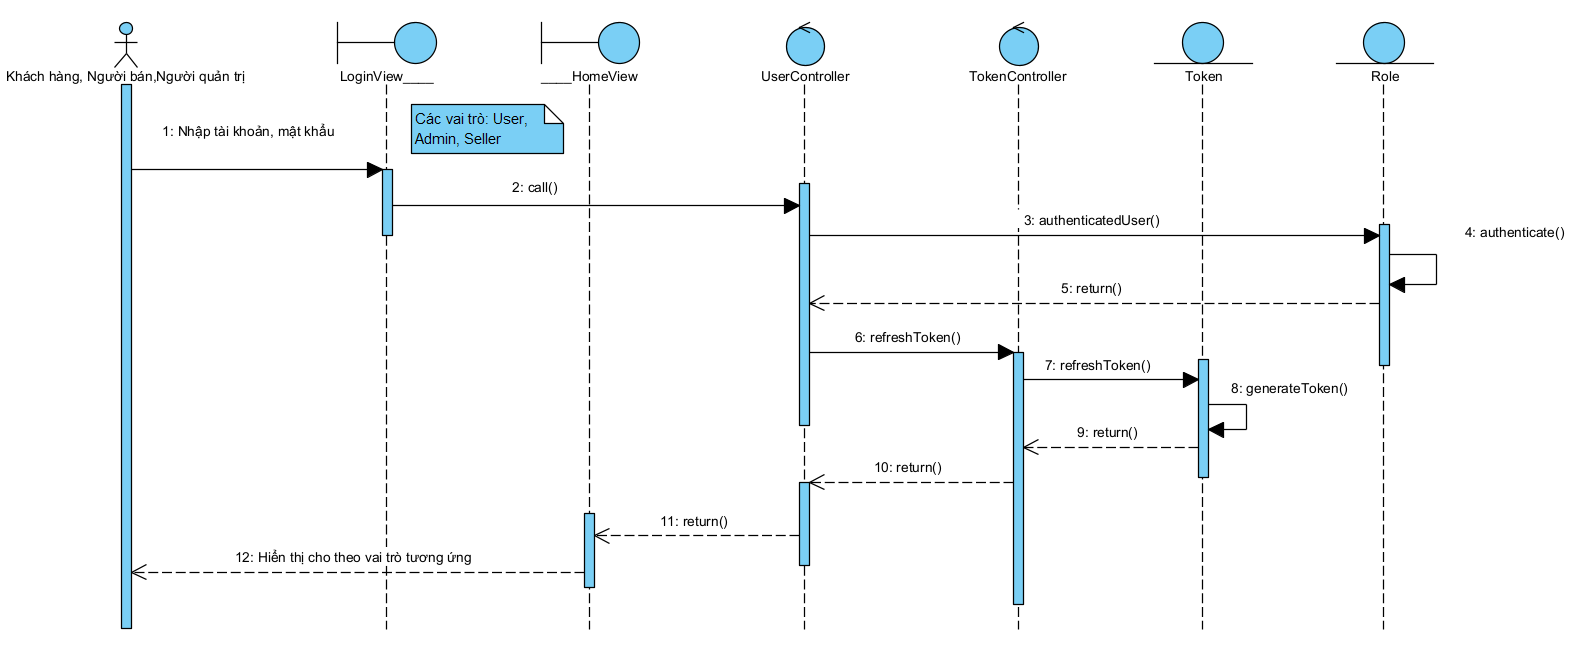 Khách hàng, Người bán,Người quản trị
LoginView____
____HomeView
UserController
TokenController
Token
Role
Các vai trò: User,
Admin, Seller
1: Nhập tài khoản, mật khẩu
2: call()
3: authenticatedUser()
4: authenticate()
5: return()
6: refreshToken()
7: refreshToken()
8: generateToken()
9: return()
10: return()
11: return()
12: Hiển thị cho theo vai trò tương ứng